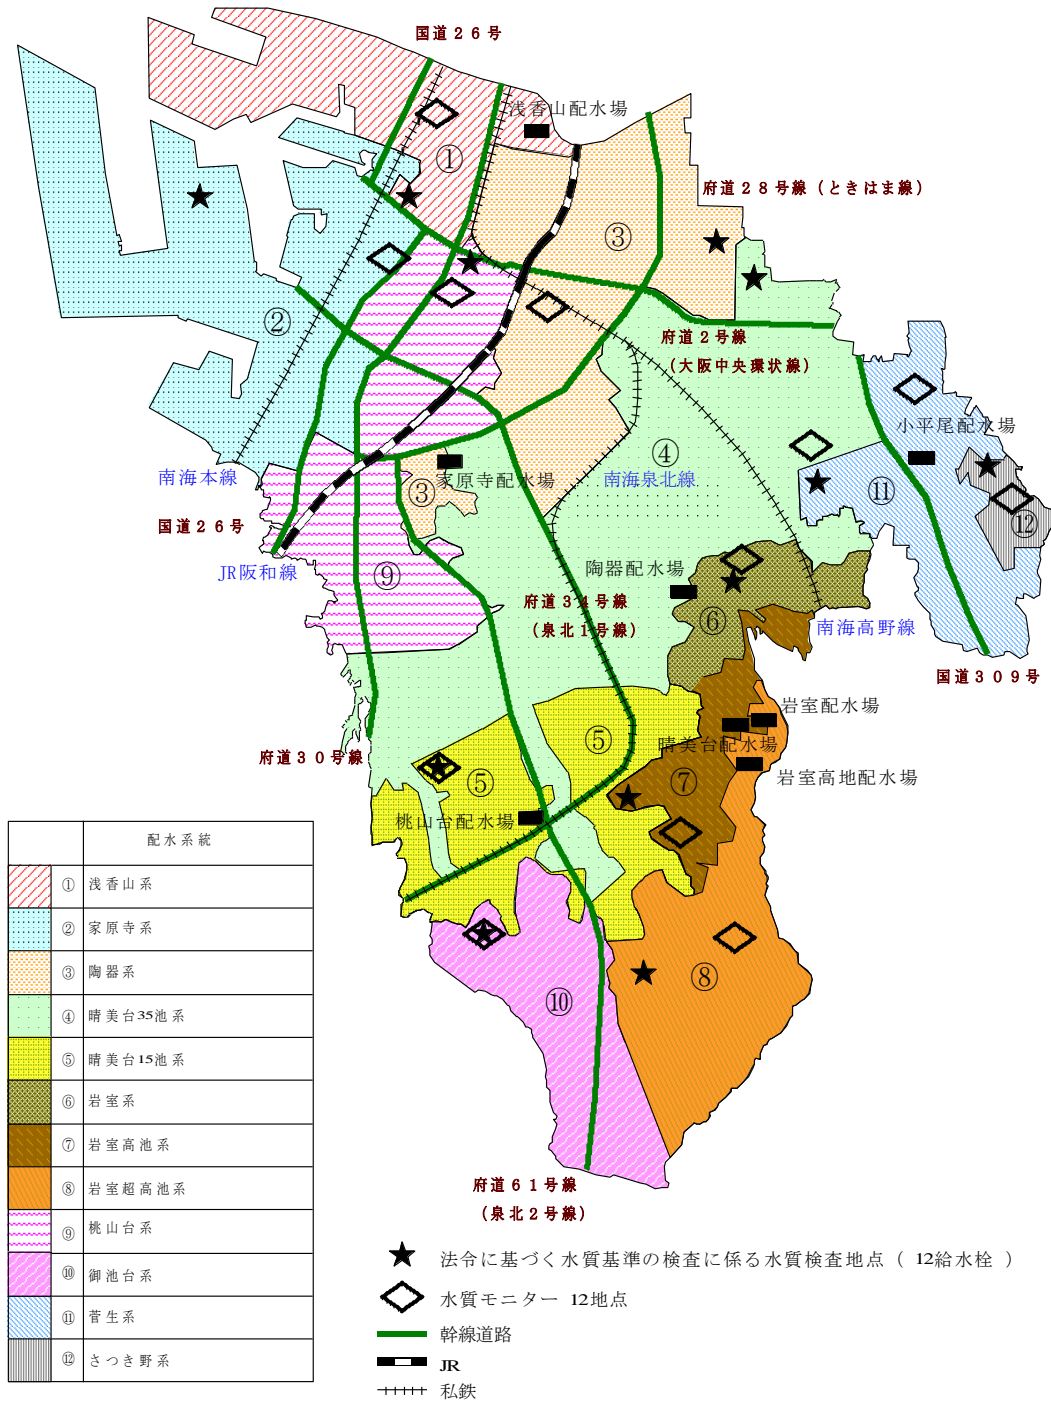 国道２６号
浅香山配水場
①
府道２８号線（ときはま線）
③
②
府道２号線
（大阪中央環状線）
小平尾配水場
④
南海本線
家原寺配水場
南海泉北線
③
⑪
国道２６号
⑫
JR阪和線
⑨
陶器配水場
府道３４号線
（泉北１号線）
⑥
南海高野線
国道３０９号
岩室配水場
⑤
晴美台配水場
府道３０号線
岩室高地配水場
⑤
⑦
桃山台配水場
⑧
⑩
配水系統
① 浅香山系
② 家原寺系
③ 陶器系
④ 晴美台35池系
⑤ 晴美台15池系
⑥ 岩室系
⑦ 岩室高池系
⑧ 岩室超高池系
⑨ 桃山台系
⑩ 御池台系
⑪ 菅生系
⑫ さつき野系
府道６１号線
（泉北２号線）
法令に基づく水質基準の検査に係る水質検査地点（ 12給水栓 ）
水質モニター 12地点
幹線道路
JR
私鉄